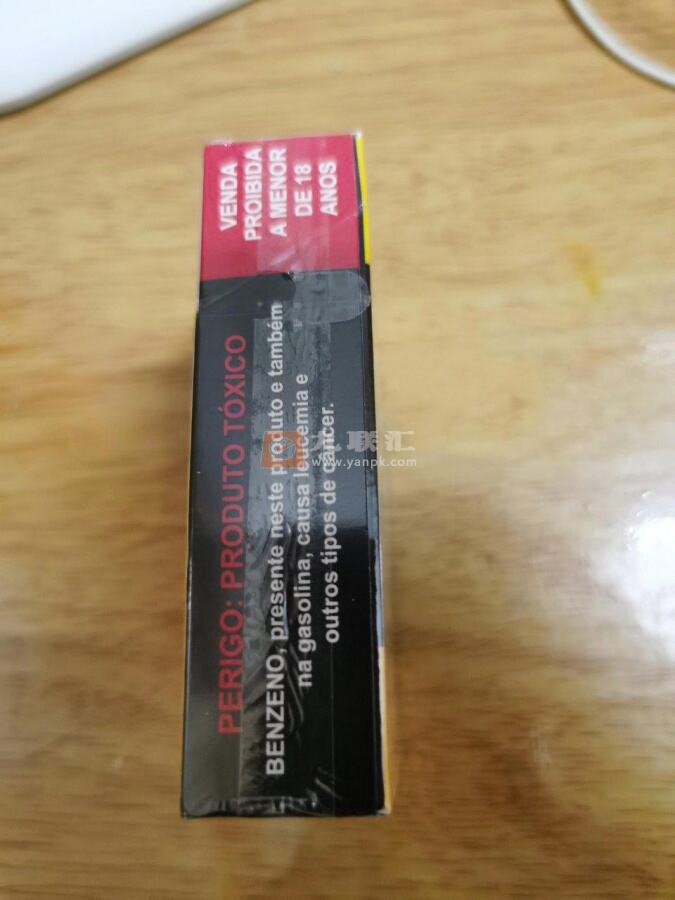 VENDA
PROIBIDA
A MENOR
DE 18
ANOS
PERIGO: PRODUTO TÓXICO
BENZENO, presente neste produto e também
na gasolina, causa leucemia e
outros tipos de câncer.
九联汇
www.yanpk.com